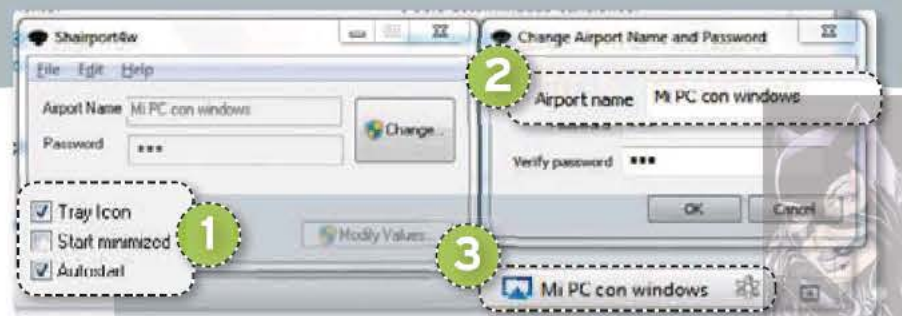 Shairport4w
File Edit Help
Airport Name Mi PC con windows
Password ***
Change...
Tray Icon
Start minimized
Autostart
1
Modify Values...
Change Airport Name and Password
2
Airport name Mi PC con windows
Verify password ***
OK Cancel
3
Mi PC con windows